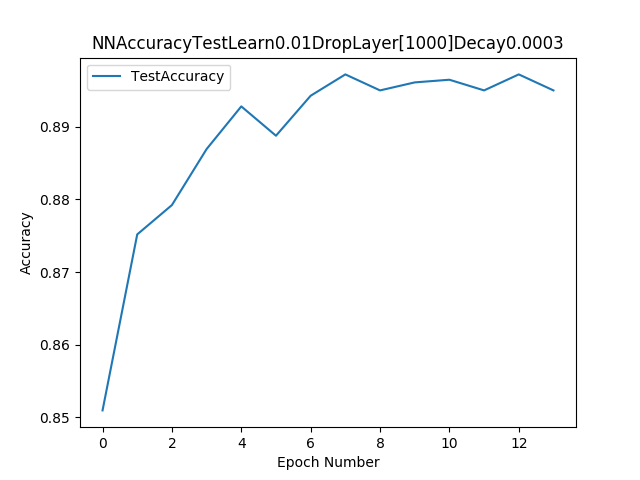 NNAccuracyTestLearn0.01DropLayer[1000]Decay0.0003
TestAccuracy
0.89
0.88
0.87
0.86
0.85
Accuracy
0 2 4 6 8 10 12
Epoch Number